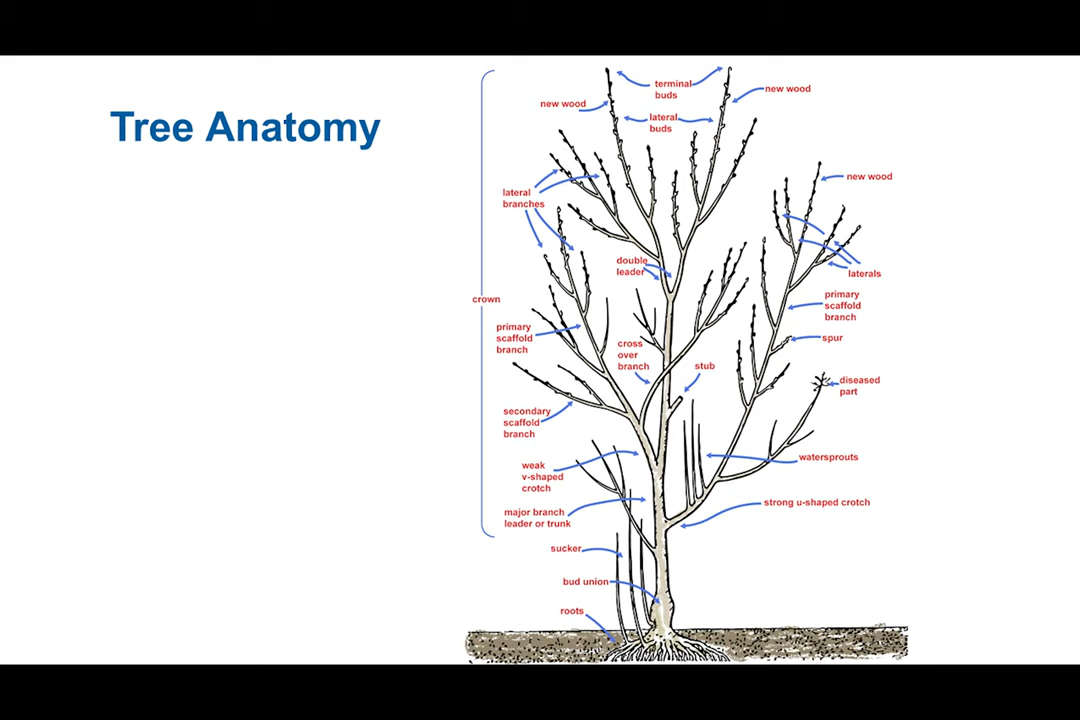 Tree Anatomy
terminal
buds
new wood
new wood
lateral
buds
new wood
lateral
branches
double
leader
laterals
crown
primary
scaffold
branch
primary
scaffold
branch
spur
cross
over
branch
stub
diseased
part
secondary
scaffold
branch
watersprouts
weak
v-shaped
crotch
strong u-shaped crotch
major branch
leader or trunk
sucker
bud union
roots